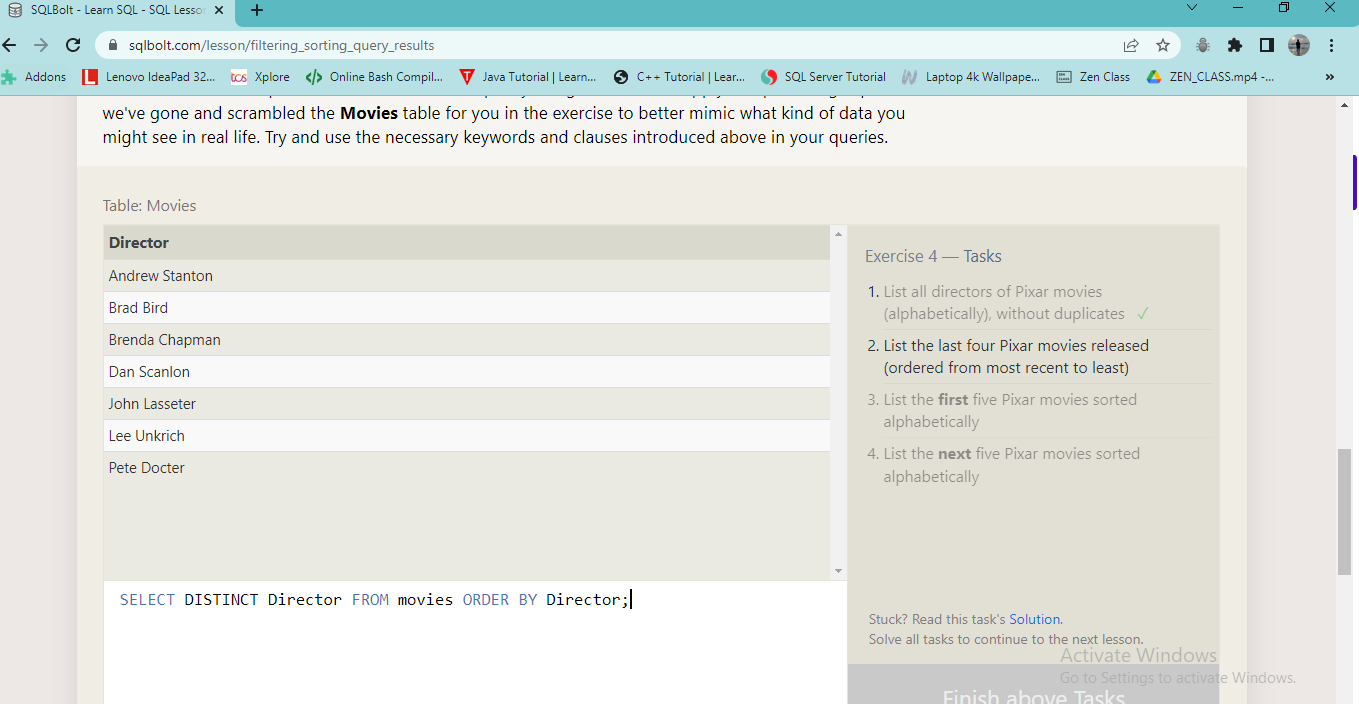 SQLBolt - Learn SQL - SQL Lesson
sqlbolt.com/lesson/filtering_sorting_query_results
Addons Lenovo IdeaPad 32... tcs Xplore Online Bash Compil... Java Tutorial | Learn... C++ Tutorial | Lear... SQL Server Tutorial Laptop 4k Wallpape... Zen Class ZEN_CLASS.mp4 -... »
we've gone and scrambled the Movies table for you in the exercise to better mimic what kind of data you
might see in real life. Try and use the necessary keywords and clauses introduced above in your queries.
Table: Movies
Director
Andrew Stanton
Brad Bird
Brenda Chapman
Dan Scanlon
John Lasseter
Lee Unkrich
Pete Docter
SELECT DISTINCT Director FROM movies ORDER BY Director;
Exercise 4 — Tasks
1. List all directors of Pixar movies
(alphabetically), without duplicates ✓
2. List the last four Pixar movies released
(ordered from most recent to least)
3. List the first five Pixar movies sorted
alphabetically
4. List the next five Pixar movies sorted
alphabetically
Stuck? Read this task's Solution.
Solve all tasks to continue to the next lesson.
Activate Windows
Go to Settings to activate Windows.
Finish above Tasks